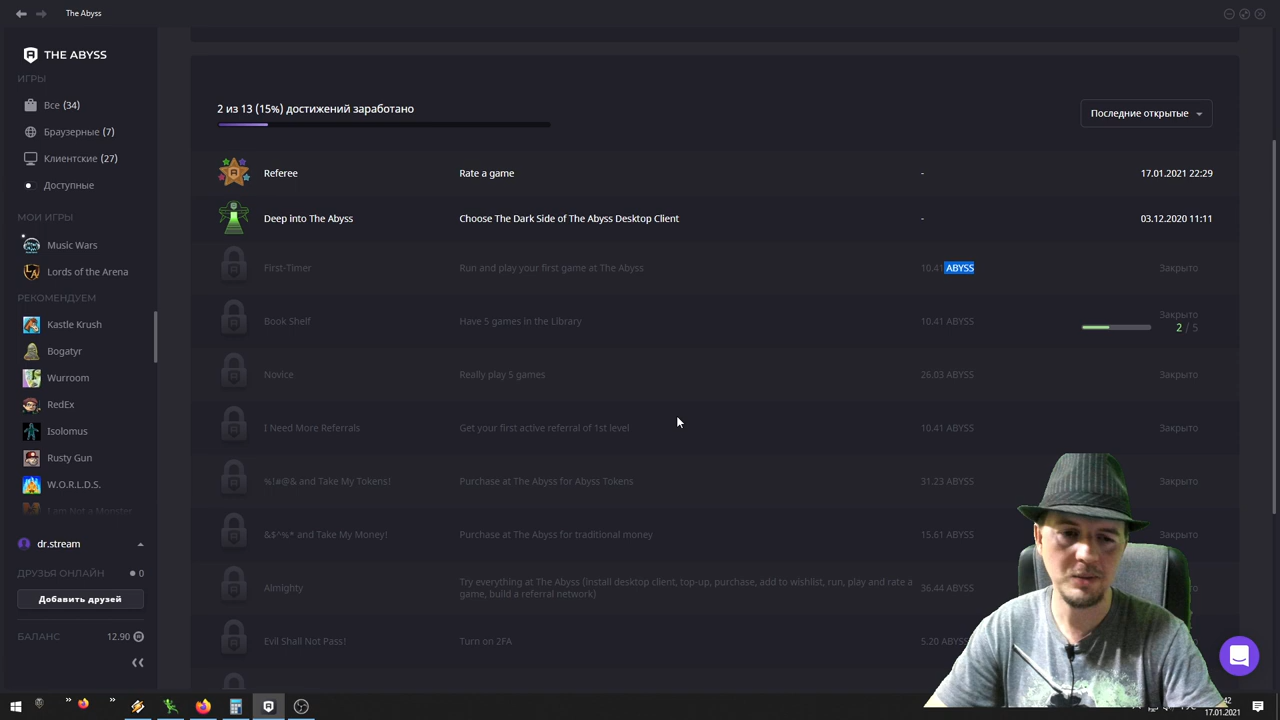 The Abyss
THE ABYSS
ИГРЫ
Все (34)
Браузерные (7)
Клиентские (27)
Доступные
МОИ ИГРЫ
Music Wars
Lords of the Arena
РЕКОМЕНДУЕМ
Kastle Krush
Bogatyr
Wurroom
RedEx
Isolomus
Rusty Gun
W.O.R.L.D.S.
I am Not a Monster
dr.stream
ДРУЗЬЯ ОНЛАЙН 0
Добавить друзей
БАЛАНС 12.90
2 из 13 (15%) достижений заработано
Последние открытые
Referee Rate a game - 17.01.2021 22:29
Deep into The Abyss Choose The Dark Side of The Abyss Desktop Client - 03.12.2020 11:11
First-Timer Run and play your first game at The Abyss 10.41 ABYSS Закрыто
Book Shelf Have 5 games in the Library 10.41 ABYSS Закрыто
2 / 5
Novice Really play 5 games 26.03 ABYSS Закрыто
I Need More Referrals Get your first active referral of 1st level 10.41 ABYSS Закрыто
%!#@& and Take My Tokens! Purchase at The Abyss for Abyss Tokens 31.23 ABYSS Закрыто
&$^%* and Take My Money! Purchase at The Abyss for traditional money 15.61 ABYSS Закрыто
Almighty Try everything at The Abyss (install desktop client, top-up, purchase, add to wishlist, run, play and rate a
game, build a referral network) 36.44 ABYSS
Evil Shall Not Pass! Turn on 2FA 5.20 ABYSS
17.01.2021